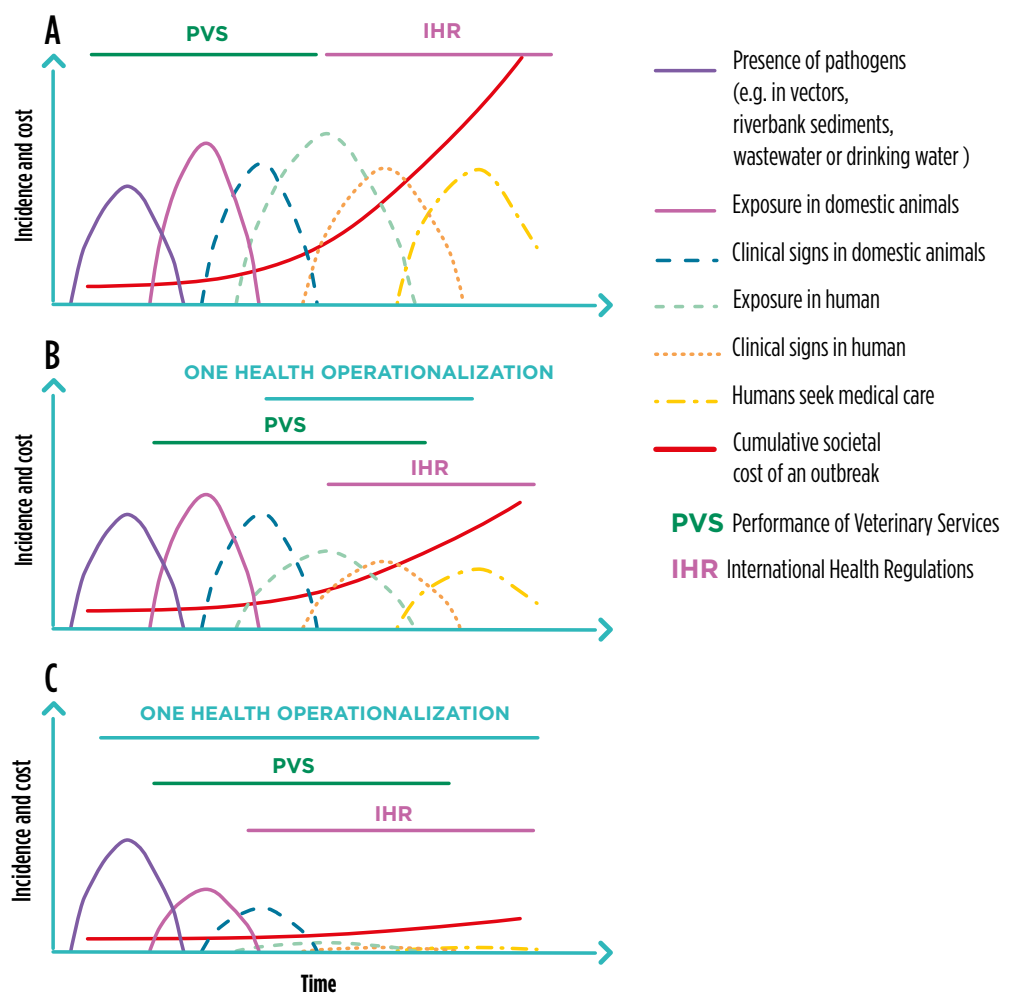 A
PVS
IHR
Incidence and cost
Presence of pathogens
(e.g. in vectors,
riverbank sediments,
wastewater or drinking water )
Exposure in domestic animals
Clinical signs in domestic animals
Exposure in human
Clinical signs in human
Humans seek medical care
Cumulative societal
cost of an outbreak
PVS Performance of Veterinary Services
IHR International Health Regulations
B
ONE HEALTH OPERATIONALIZATION
PVS
IHR
Incidence and cost
C
ONE HEALTH OPERATIONALIZATION
PVS
IHR
Incidence and cost
Time